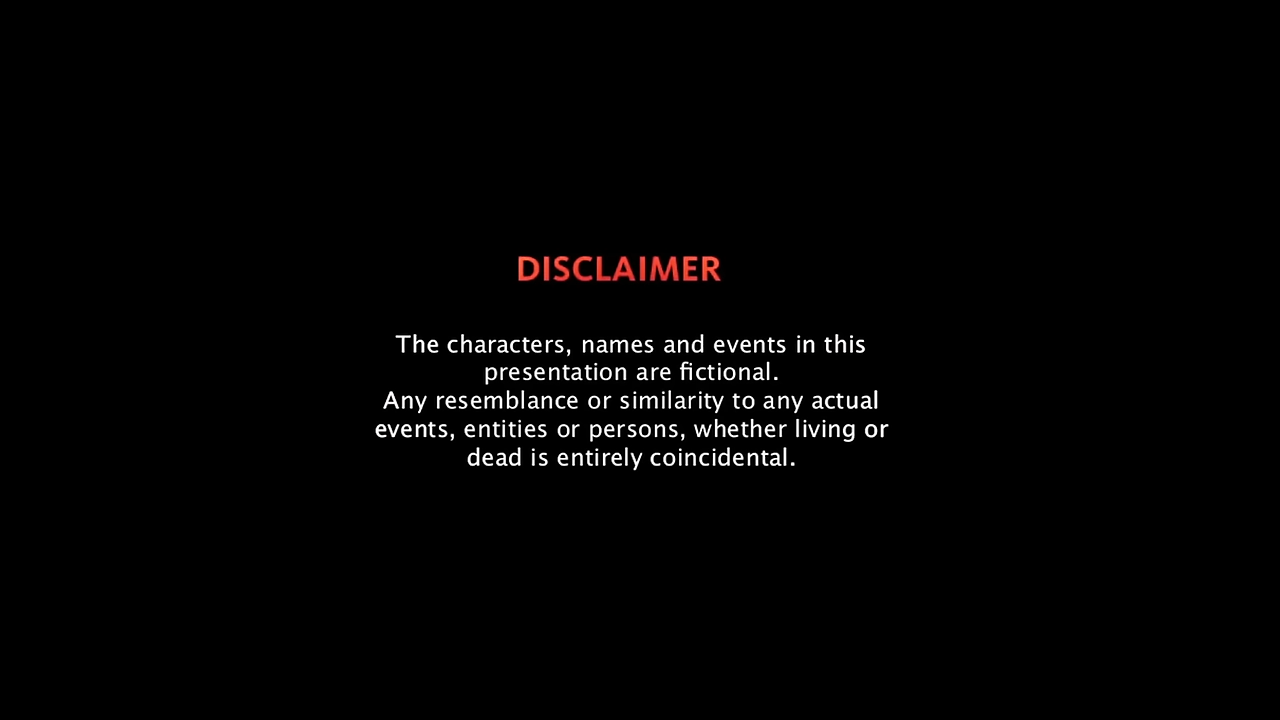 DISCLAIMER
The characters, names and events in this
presentation are fictional.
Any resemblance or similarity to any actual
events, entities or persons, whether living or
dead is entirely coincidental.